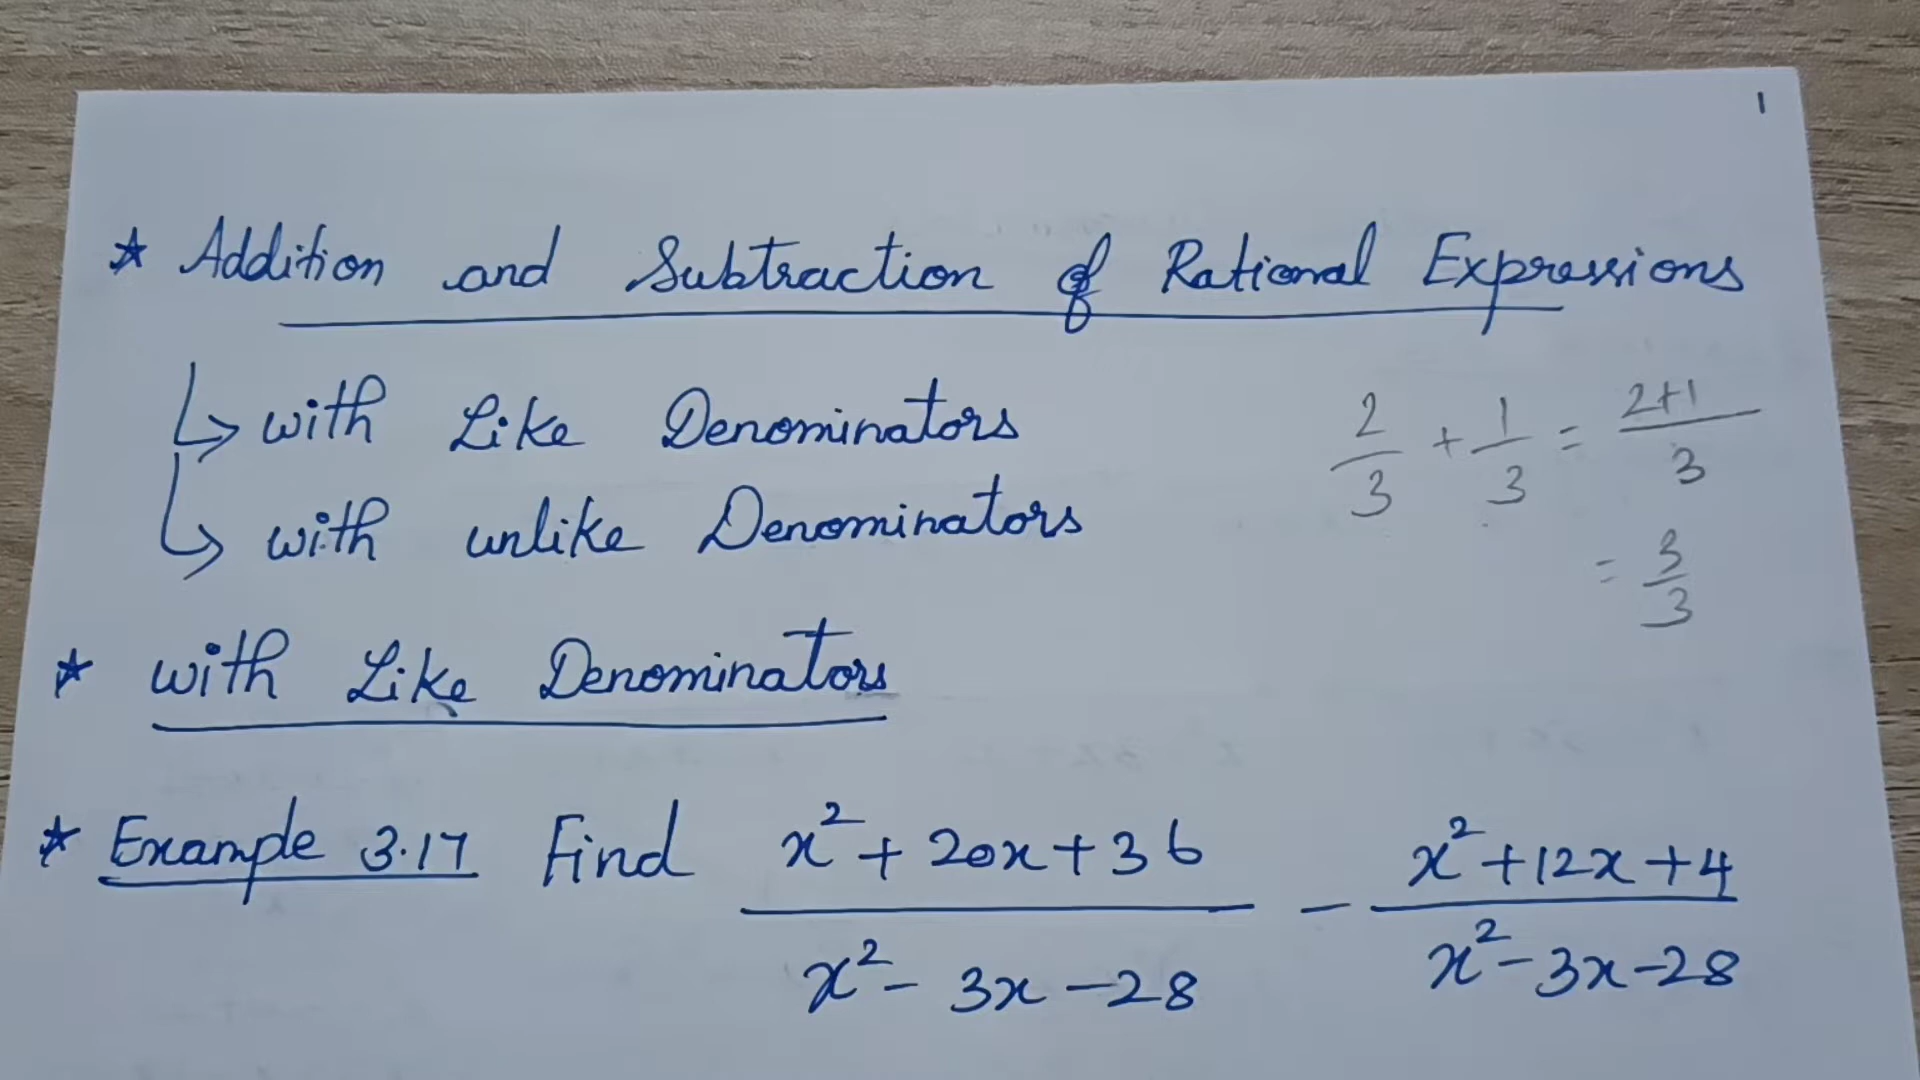 1
★ Addition and Subtraction of Rational Expressions
↳ with Like Denominators
↳ with unlike Denominators
2/3 + 1/3 = 2+1/3
= 3/3
★ with Like Denominators
★ Example 3.17 Find x² + 20x + 36 / x² - 3x - 28 - x² + 12x + 4 / x² - 3x - 28